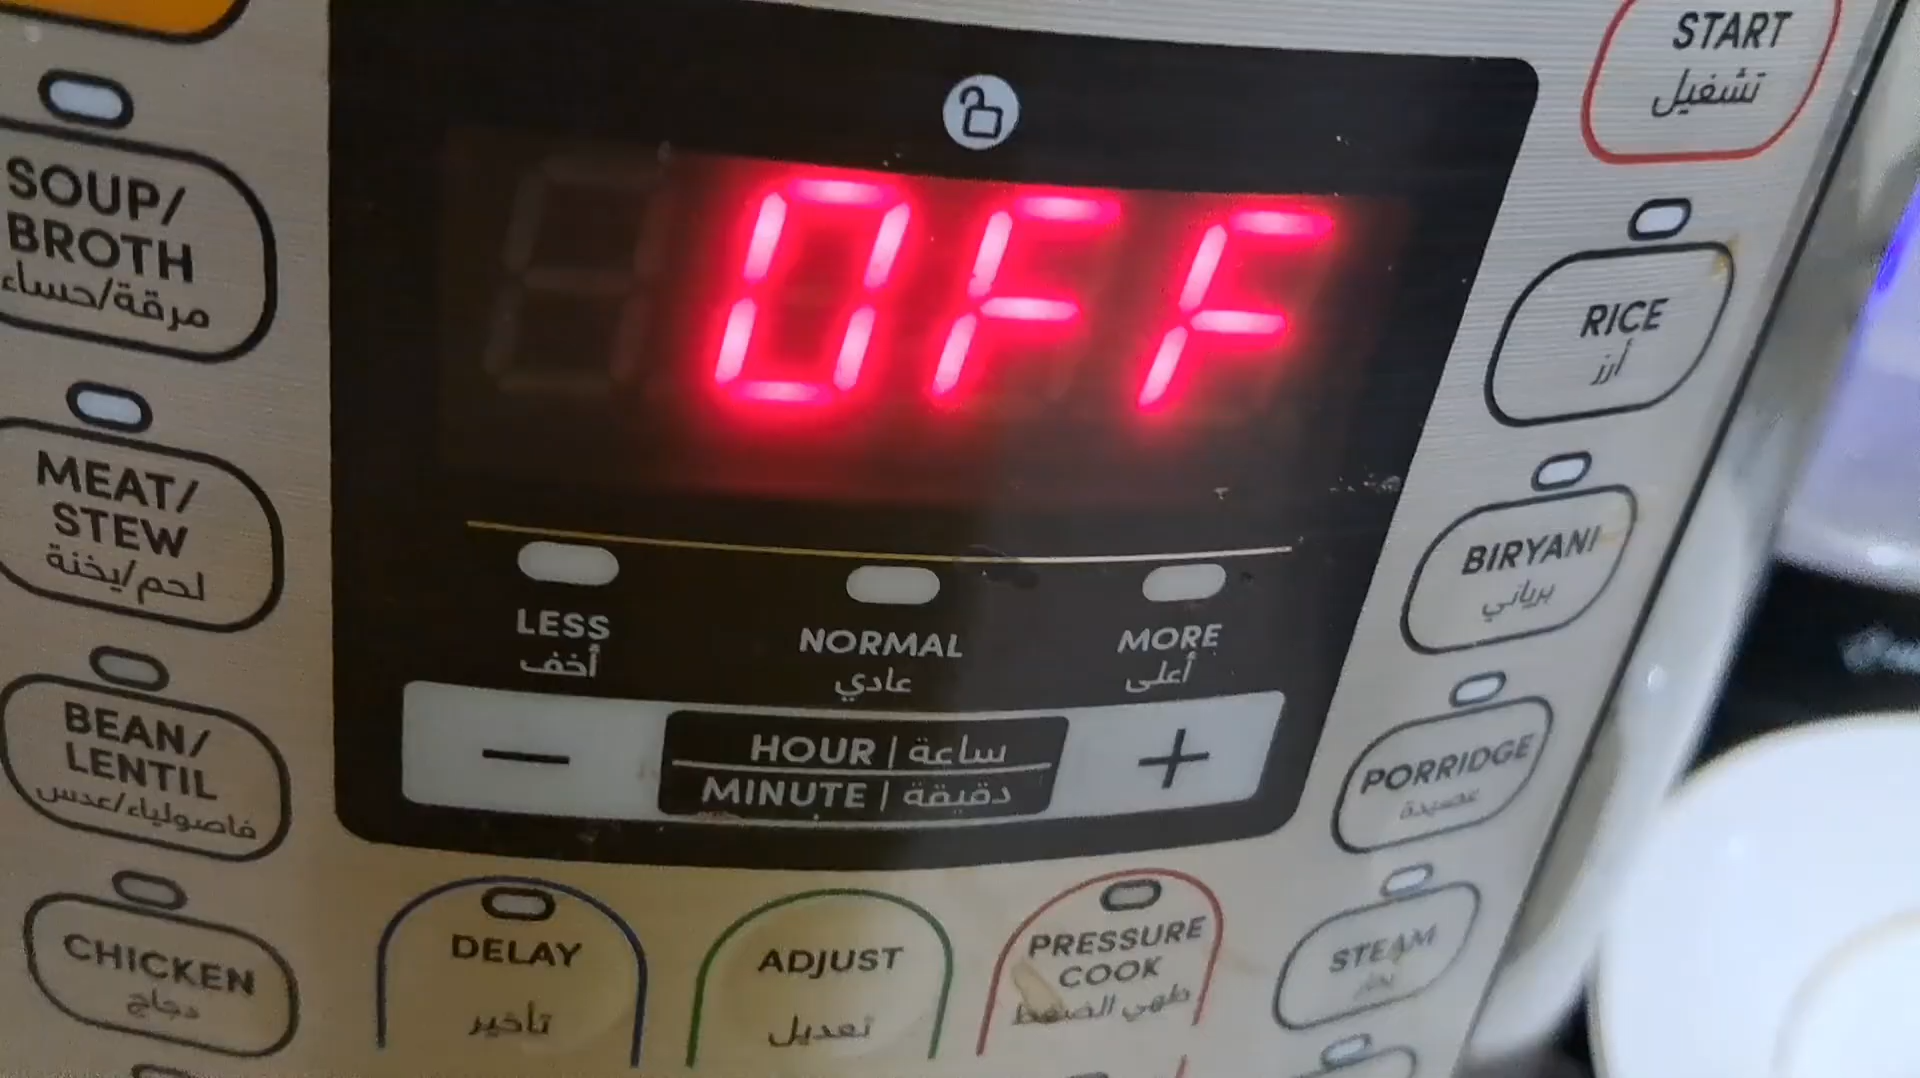 START
تشغيل
OFF
SOUP/
BROTH
مرقة/حساء
RICE
أرز
MEAT/
STEW
لحم/يخنة
BIRYANI
برياني
LESS
أخف
NORMAL
عادي
MORE
أعلى
BEAN/
LENTIL
فاصولياء/عدس
−
HOUR | ساعة
MINUTE | دقيقة
+
PORRIDGE
عصيدة
CHICKEN
دجاج
DELAY
تأخير
ADJUST
تعديل
PRESSURE
COOK
طهي الضغط
STEAM
بخار